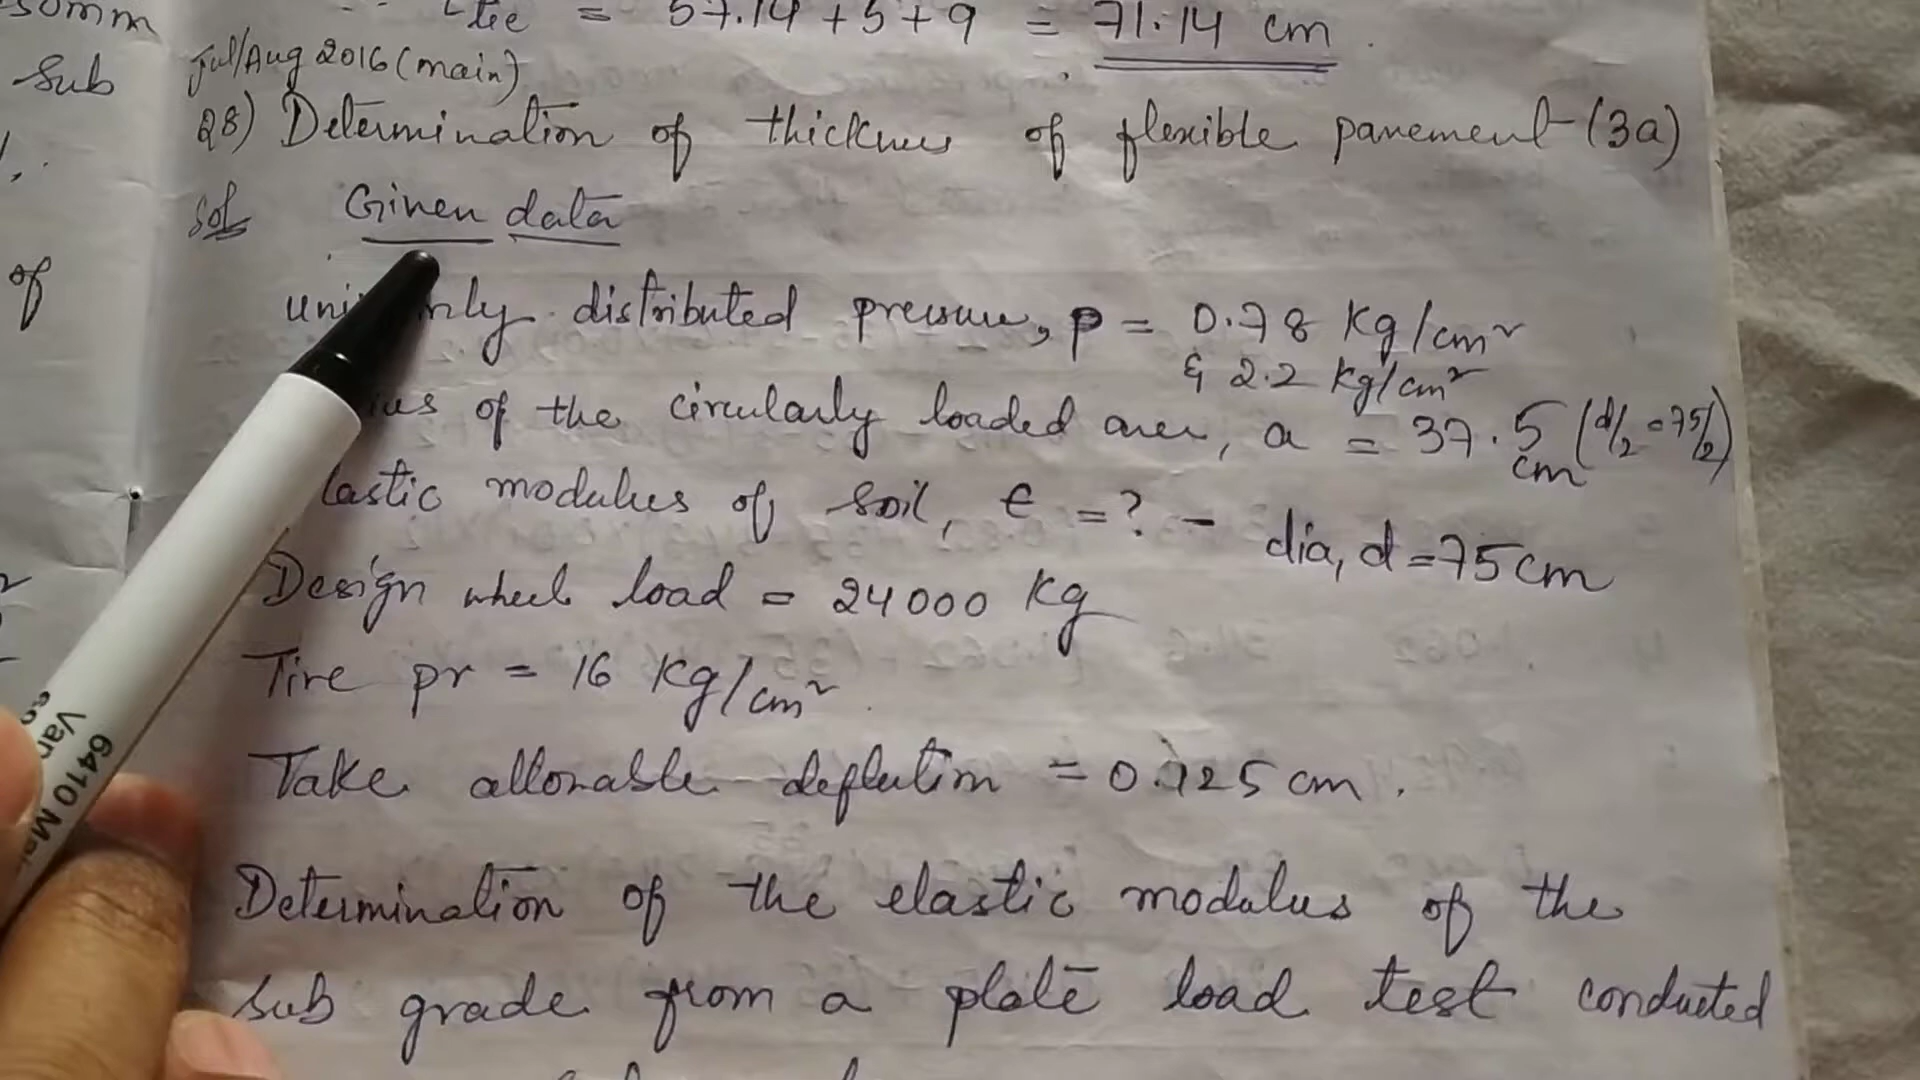 50mm
= 57.14 + 5 + 9 = 71.14 cm
Sub
Jul/Aug 2016 (main)
Q8) Determination of thickness of flexible pavement (3a)
Sol Given data
of
distributed pressure, p = 0.78 Kg/cm²
& 2.2 kg/cm²
of the circularly loaded area, a = 37.5 cm (d/2 = 75/2)
lastic modulus of soil, E = ? - dia, d = 75 cm
Design wheel load = 24000 Kg
Tire pr = 16 Kg/cm².
Take allowable deflection = 0.125 cm.
Determination of the elastic modulus of the
sub grade from a plate load test conducted
6410